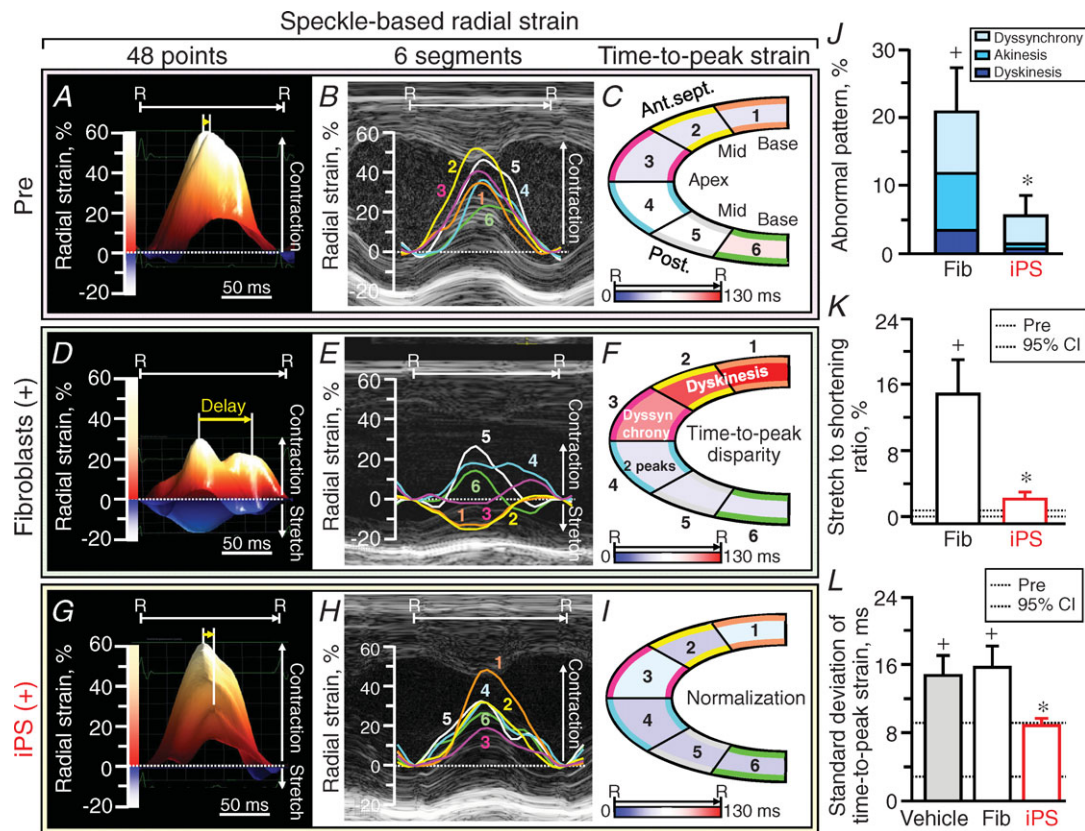 Speckle-based radial strain
48 points
6 segments
Time-to-peak strain
Pre
A
R R
Radial strain, %
60
40
20
0
-20
Contraction
50 ms
B
R R
Radial strain, %
60
40
20
0
-20
2
5
3
4
1
6
Contraction
C
Ant.sept.
1
2
3
4
5
6
Mid
Base
Apex
Mid
Base
Post.
R R
0 130 ms
Fibroblasts (+)
D
R R
Radial strain, %
60
40
20
0
-20
Delay
Contraction
Stretch
50 ms
E
R R
Radial strain, %
60
40
20
0
-20
5
4
6
1
3
2
Contraction
Stretch
F
1
2
3
4
5
6
Dyskinesis
Dyssyn
chrony
2 peaks
Time-to-peak
disparity
R R
0 130 ms
iPS (+)
G
R R
Radial strain, %
60
40
20
0
-20
Contraction
Stretch
50 ms
H
R R
Radial strain, %
60
40
20
0
-20
1
4
5
2
6
3
Contraction
I
1
2
3
4
5
6
Normalization
R R
0 130 ms
J
Dyssynchrony
Akinesis
Dyskinesis
Abnormal pattern, %
30
20
10
0
+
*
Fib iPS
K
Pre
95% CI
Stretch to shortening
ratio, %
24
16
8
0
+
*
Fib iPS
L
Pre
95% CI
Standard deviation of
time-to-peak strain, ms
24
16
8
0
+
+
*
Vehicle Fib iPS